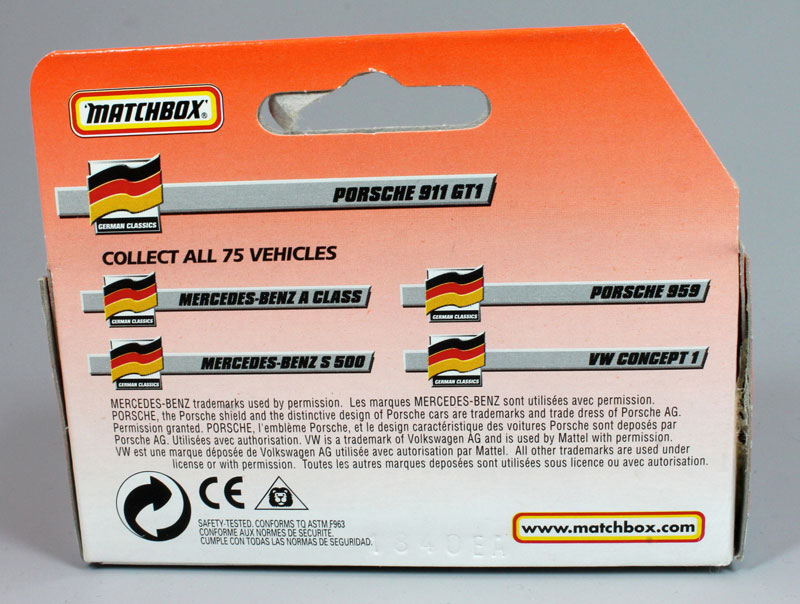 MATCHBOX®
PORSCHE 911 GT1
GERMAN CLASSICS
COLLECT ALL 75 VEHICLES
MERCEDES-BENZ A CLASS
GERMAN CLASSICS
PORSCHE 959
GERMAN CLASSICS
MERCEDES-BENZ S 500
GERMAN CLASSICS
VW CONCEPT 1
GERMAN CLASSICS
MERCEDES-BENZ trademarks used by permission. Les marques MERCEDES-BENZ sont utilisées avec permission.
PORSCHE, the Porsche shield and the distinctive design of Porsche cars are trademarks and trade dress of Porsche AG.
Permission granted. PORSCHE, l'emblème Porsche, et le design caractéristique des voitures Porsche sont deposés par
Porsche AG. Utilisées avec autorisation. VW is a trademark of Volkswagen AG and is used by Mattel with permission.
VW est une marque déposée de Volkswagen AG utilisée avec autorisation par Mattel. All other trademarks are used under
license or with permission. Toutes les autres marques deposées sont utilisées sous licence ou avec autorisation.
CE
SAFETY-TESTED. CONFORMS TO ASTM F963
CONFORME AUX NORMES DE SECURITE.
CUMPLE CON TODAS LAS NORMAS DE SEGURIDAD.
www.matchbox.com